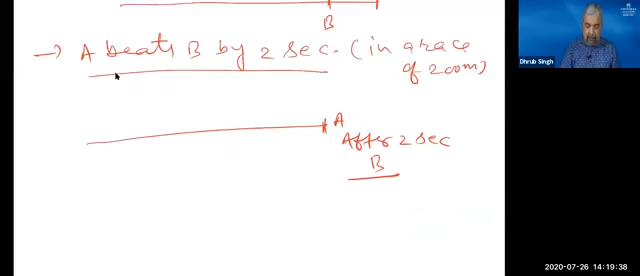 B
→ A beats B by 2 sec. (in a race
of 200m)
A
After 2 sec
B
Dhrub Singh
2020-07-26 14:19:38